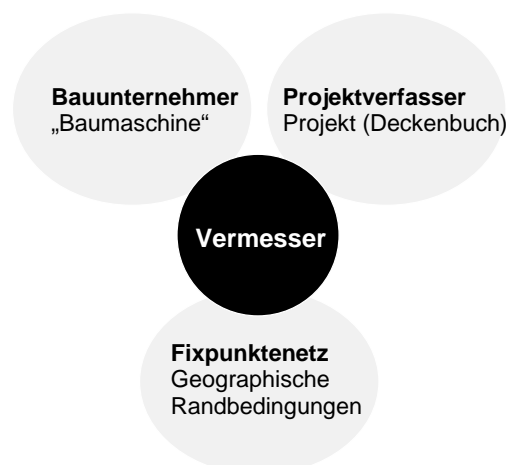 Bauunternehmer
„Baumaschine“
Projektverfasser
Projekt (Deckenbuch)
Vermesser
Fixpunktenetz
Geographische
Randbedingungen